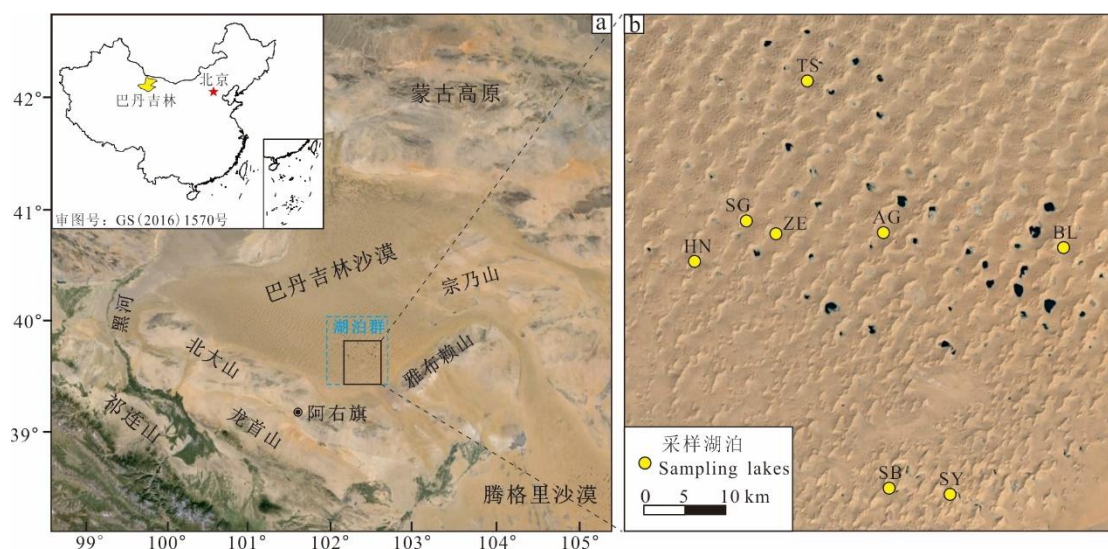 a
北京
巴丹吉林
审图号：GS(2016)1570号
42°
41°
40°
39°
蒙古高原
巴丹吉林沙漠
宗乃山
黑河
湖泊群
北大山
雅布赖山
祁连山
龙首山
阿右旗
腾格里沙漠
99°
100°
101°
102°
103°
104°
105°
b
TS
SG
ZE
AG
BL
HN
SB
SY
采样湖泊
Sampling lakes
0 5 10 km